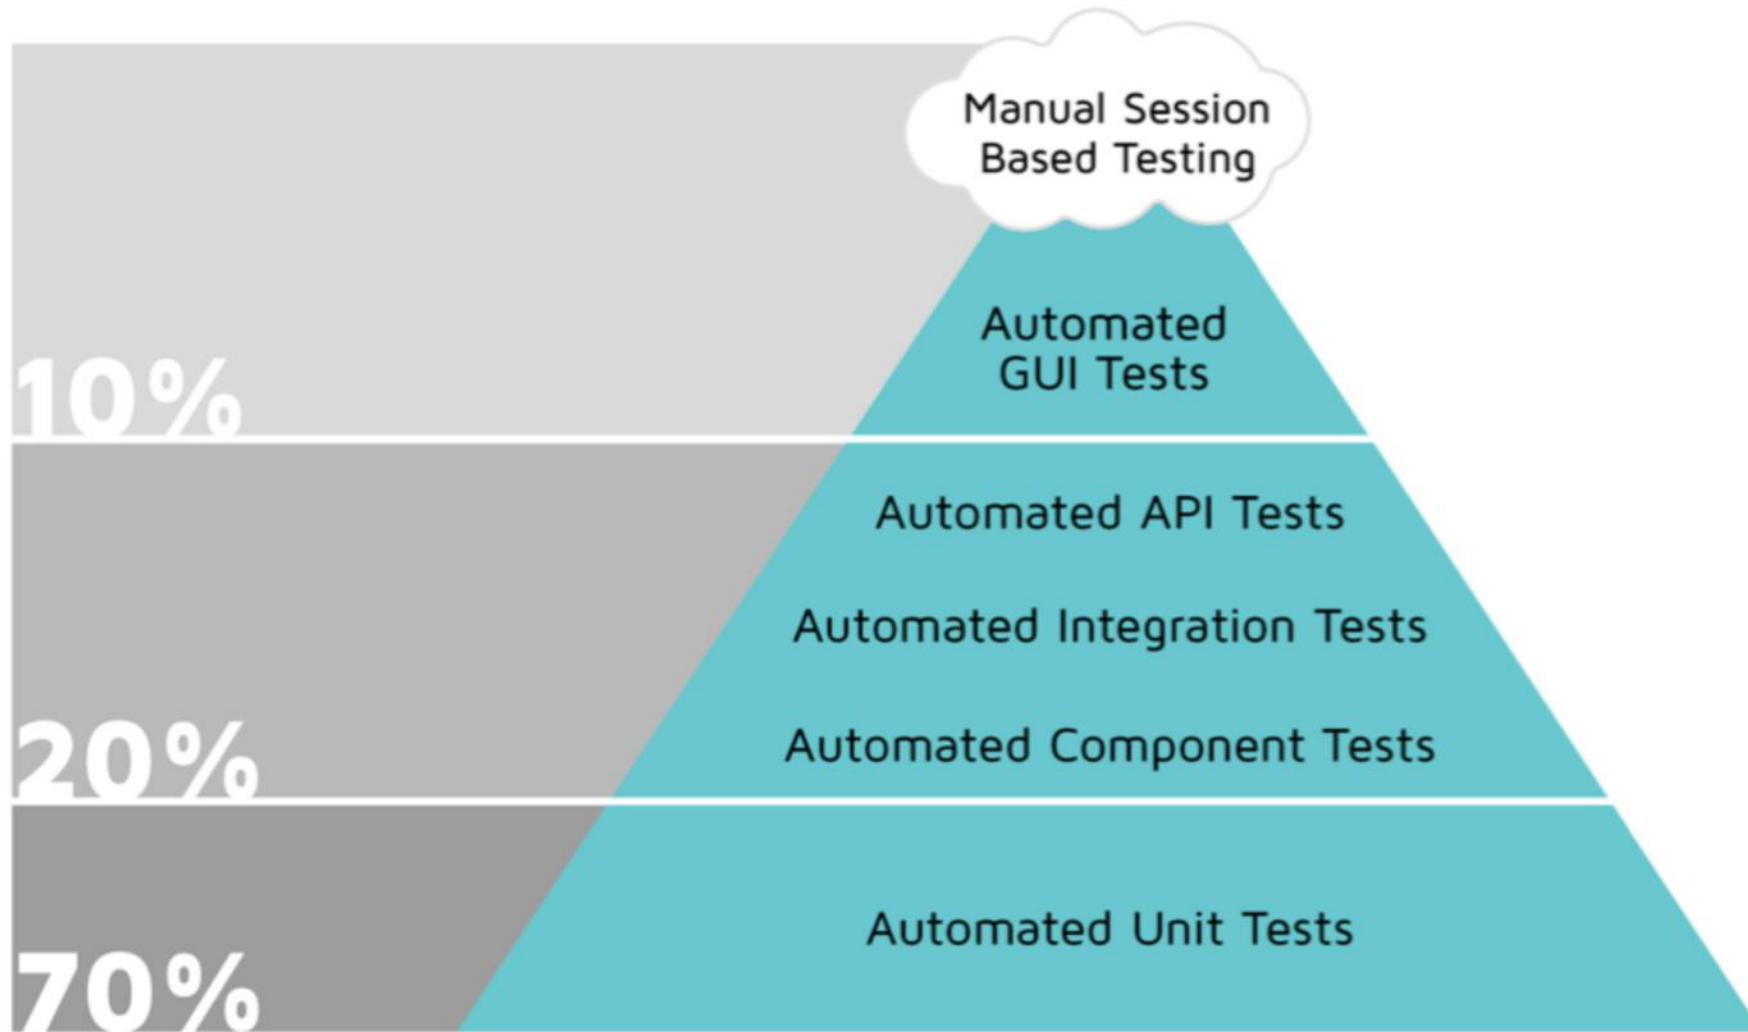 Manual Session
Based Testing
Automated
GUI Tests
10%
Automated API Tests
Automated Integration Tests
Automated Component Tests
20%
Automated Unit Tests
70%